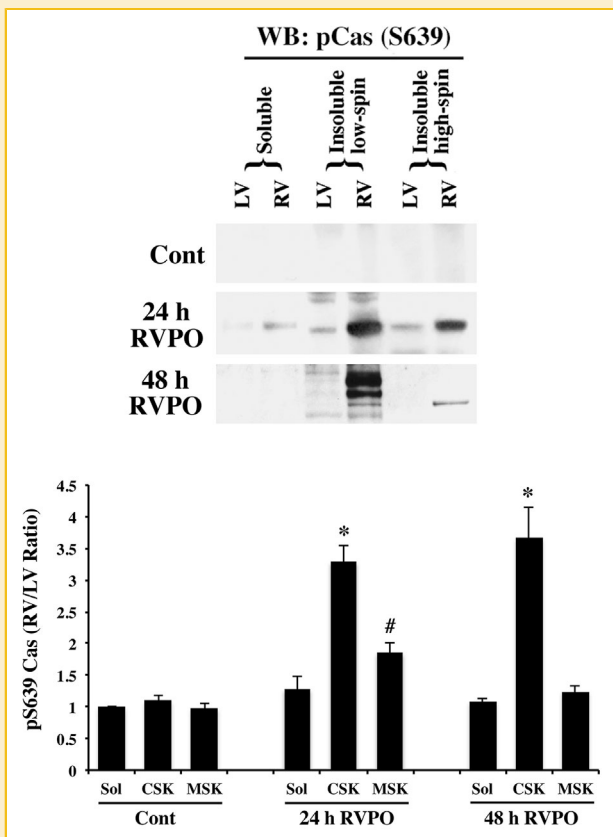 WB: pCas (S639)
Soluble
Insoluble
low-spin
Insoluble
high-spin
LV
RV
LV
RV
LV
RV
Cont
24 h
RVPO
48 h
RVPO
pS639 Cas (RV/LV Ratio)
4.5
4
3.5
3
2.5
2
1.5
1
0.5
0
*
#
*
Sol CSK MSK Sol CSK MSK Sol CSK MSK
Cont 24 h RVPO 48 h RVPO